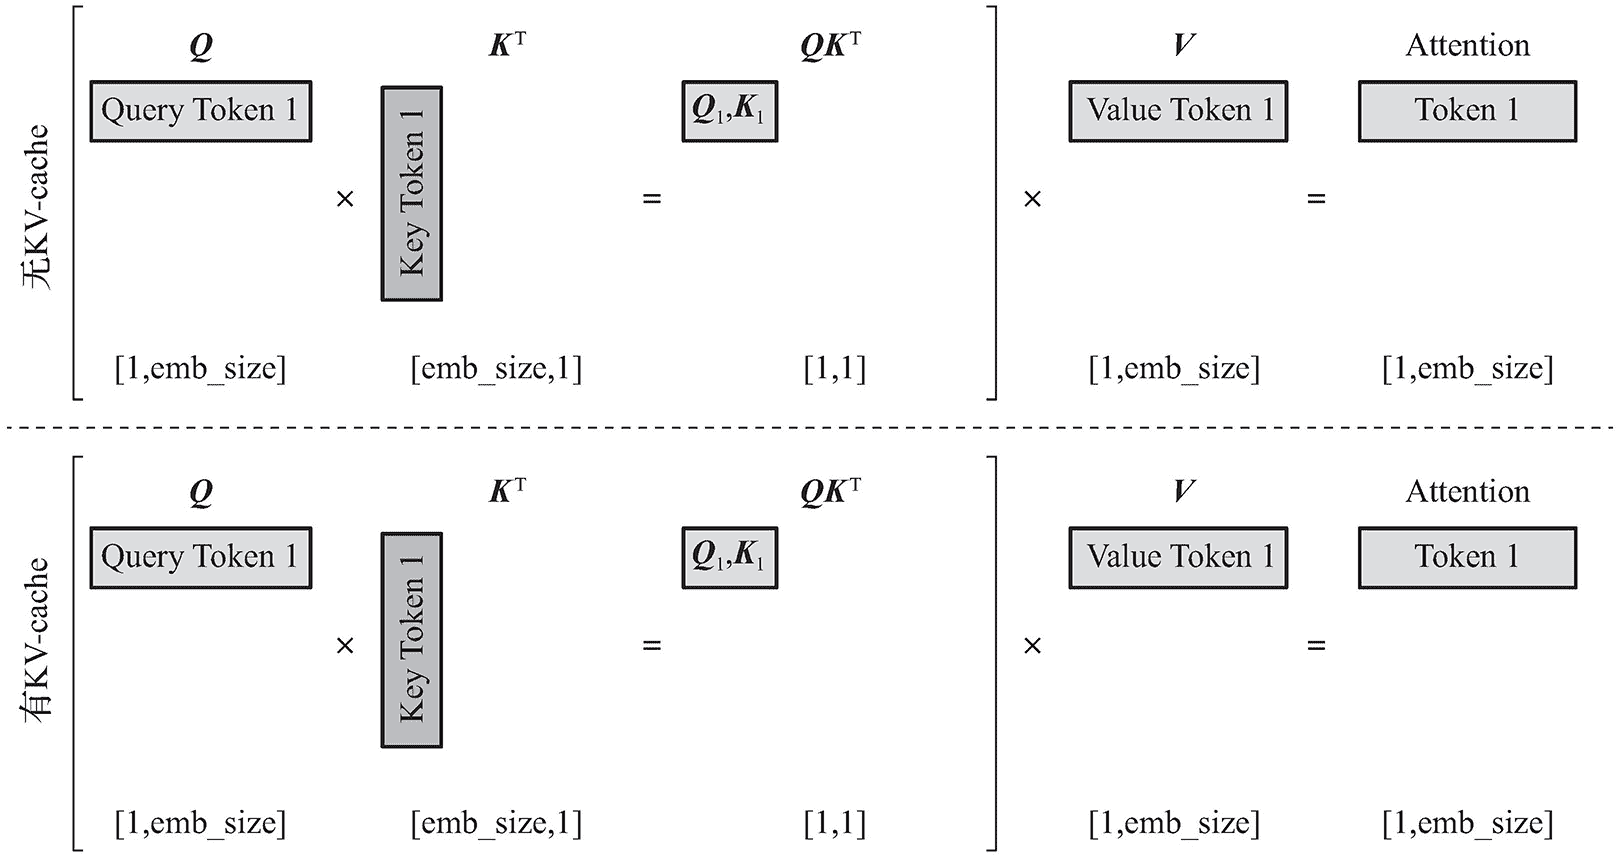 无KV-cache
Q K^T QK^T V Attention
Query Token 1 Key Token 1 Q₁,K₁ Value Token 1 Token 1
× = × =
[1,emb_size] [emb_size,1] [1,1] [1,emb_size] [1,emb_size]
有KV-cache
Q K^T QK^T V Attention
Query Token 1 Key Token 1 Q₁,K₁ Value Token 1 Token 1
× = × =
[1,emb_size] [emb_size,1] [1,1] [1,emb_size] [1,emb_size]